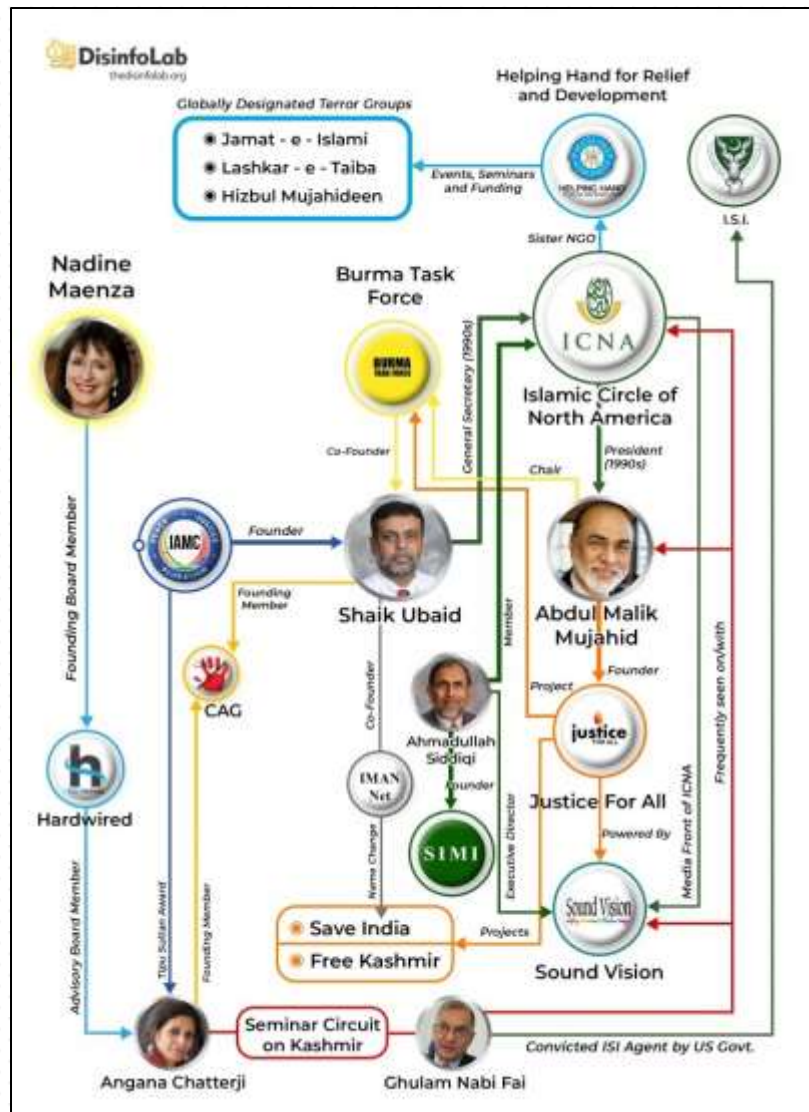 DisinfoLab
thedisinfolab.org
Helping Hand for Relief
and Development
Globally Designated Terror Groups
Jamat - e - Islami
Lashkar - e - Taiba
Hizbul Mujahideen
Events, Seminars
and Funding
HELPING HAND
I.S.I.
Sister NGO
Nadine
Maenza
Burma Task
Force
BURMA
TASK FORCE
ICNA
Islamic Circle of
North America
General Secretary (1990s)
President
(1990s)
Co-Founder
Chair
IAMC
Founder
Founding Board Member
Shaik Ubaid
Abdul Malik
Mujahid
Founding
Member
Member
Founder
Project
Frequently seen on/with
CAG
Co-Founder
Ahmadullah
Siddiqi
justice
FOR ALL
h
Hardwired
IMAN
Net
Founder
Justice For All
SIMI
Executive Director
Powered By
Media Front of ICNA
Name Change
Advisory Board Member
Tipu Sultan Award
Founding Member
Save India
Free Kashmir
Projects
Sound Vision
Sound Vision
Seminar Circuit
on Kashmir
Convicted ISI Agent by US Govt.
Angana Chatterji
Ghulam Nabi Fai